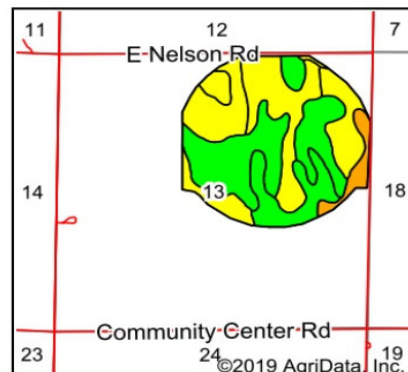 11 12 7
E Nelson Rd
14 13 18
Community Center Rd
23 24 19
©2019 AgriData, Inc.